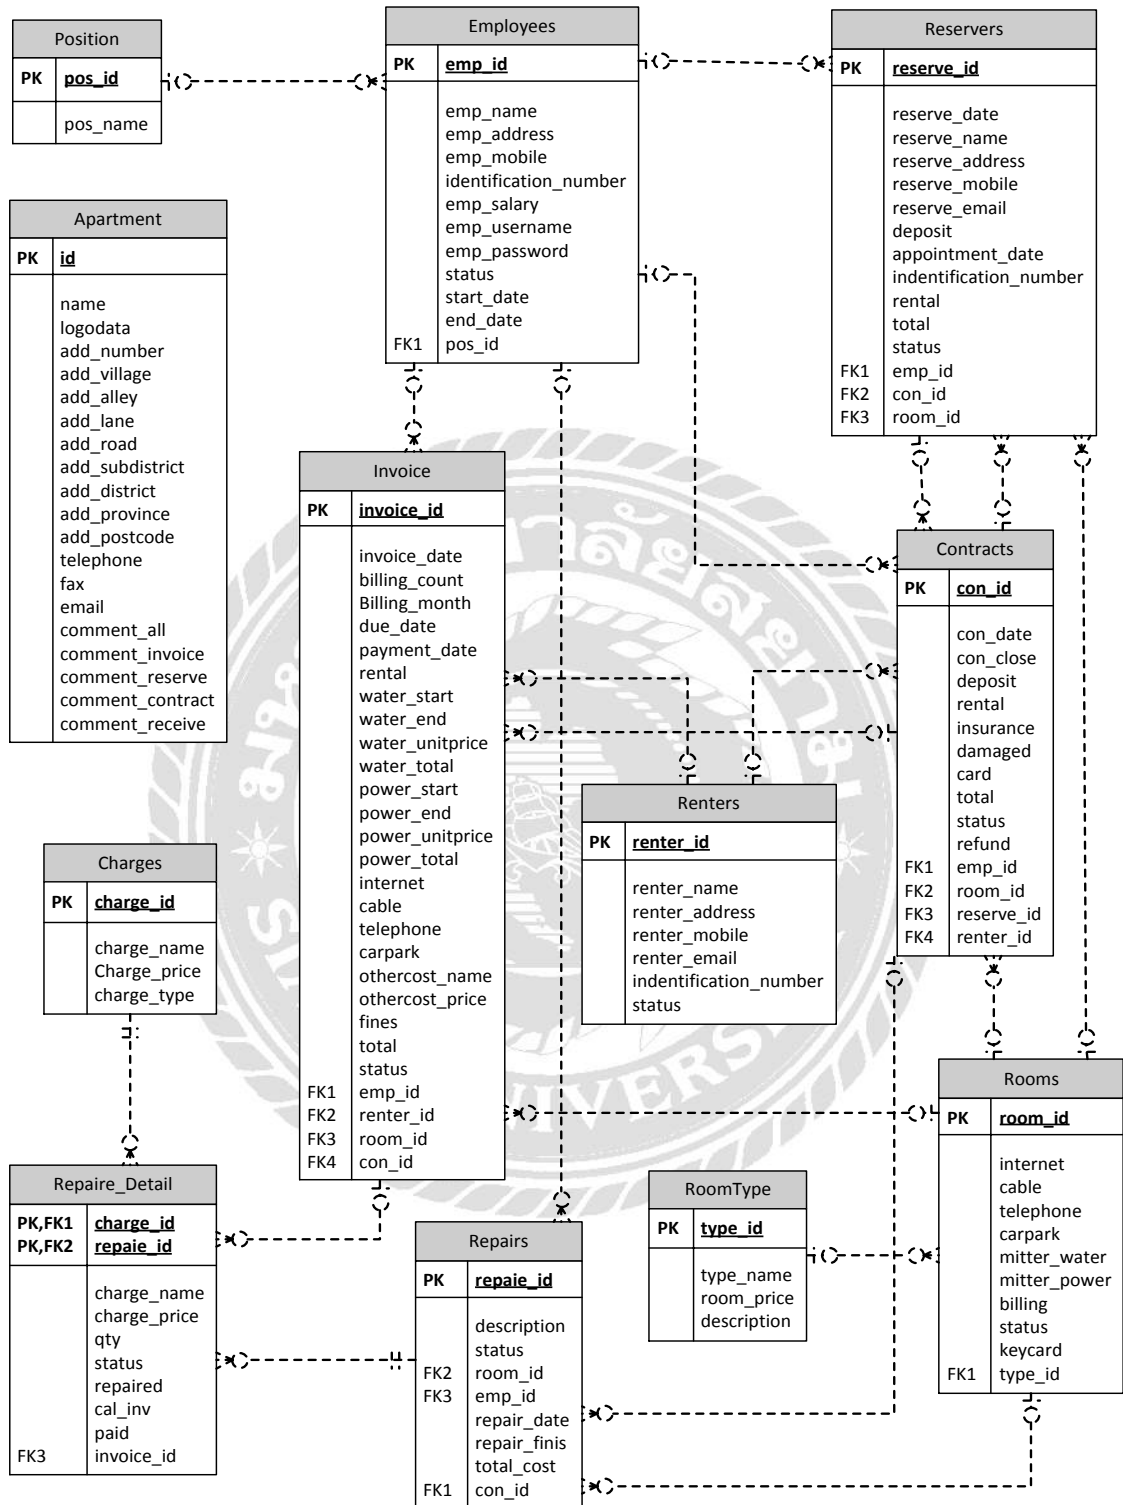 Position
PK pos_id
pos_name
Employees
PK emp_id
emp_name
emp_address
emp_mobile
identification_number
emp_salary
emp_username
emp_password
status
start_date
end_date
FK1 pos_id
Reservers
PK reserve_id
reserve_date
reserve_name
reserve_address
reserve_mobile
reserve_email
deposit
appointment_date
indentification_number
rental
total
status
FK1 emp_id
FK2 con_id
FK3 room_id
Apartment
PK id
name
logodata
add_number
add_village
add_alley
add_lane
add_road
add_subdistrict
add_district
add_province
add_postcode
telephone
fax
email
comment_all
comment_invoice
comment_reserve
comment_contract
comment_receive
Invoice
PK invoice_id
invoice_date
billing_count
Billing_month
due_date
payment_date
rental
water_start
water_end
water_unitprice
water_total
power_start
power_end
power_unitprice
power_total
internet
cable
telephone
carpark
othercost_name
othercost_price
fines
total
status
FK1 emp_id
FK2 renter_id
FK3 room_id
FK4 con_id
Contracts
PK con_id
con_date
con_close
deposit
rental
insurance
damaged
card
total
status
refund
FK1 emp_id
FK2 room_id
FK3 reserve_id
FK4 renter_id
Renters
PK renter_id
renter_name
renter_address
renter_mobile
renter_email
indentification_number
status
Charges
PK charge_id
charge_name
Charge_price
charge_type
Rooms
PK room_id
internet
cable
telephone
carpark
mitter_water
mitter_power
billing
status
keycard
FK1 type_id
Repaire_Detail
PK,FK1 charge_id
PK,FK2 repaie_id
charge_name
charge_price
qty
status
repaired
cal_inv
paid
FK3 invoice_id
RoomType
PK type_id
type_name
room_price
description
Repairs
PK repaie_id
description
status
FK2 room_id
FK3 emp_id
repair_date
repair_finis
total_cost
FK1 con_id